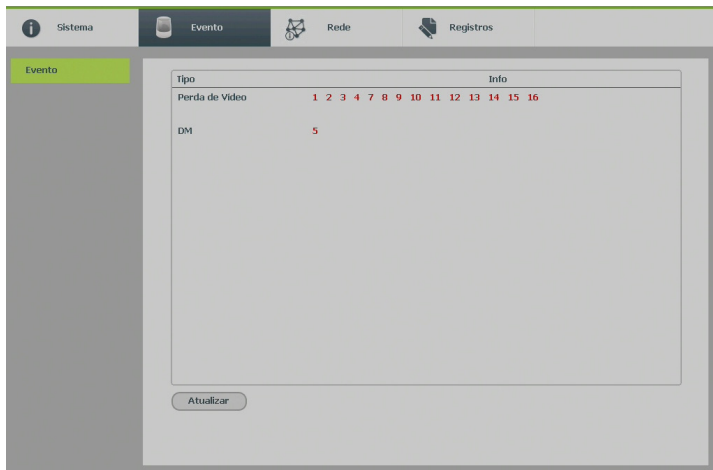 Sistema Evento Rede Registros
Evento
Tipo Info
Perda de Vídeo 1 2 3 4 7 8 9 10 11 12 13 14 15 16
DM 5
Atualizar